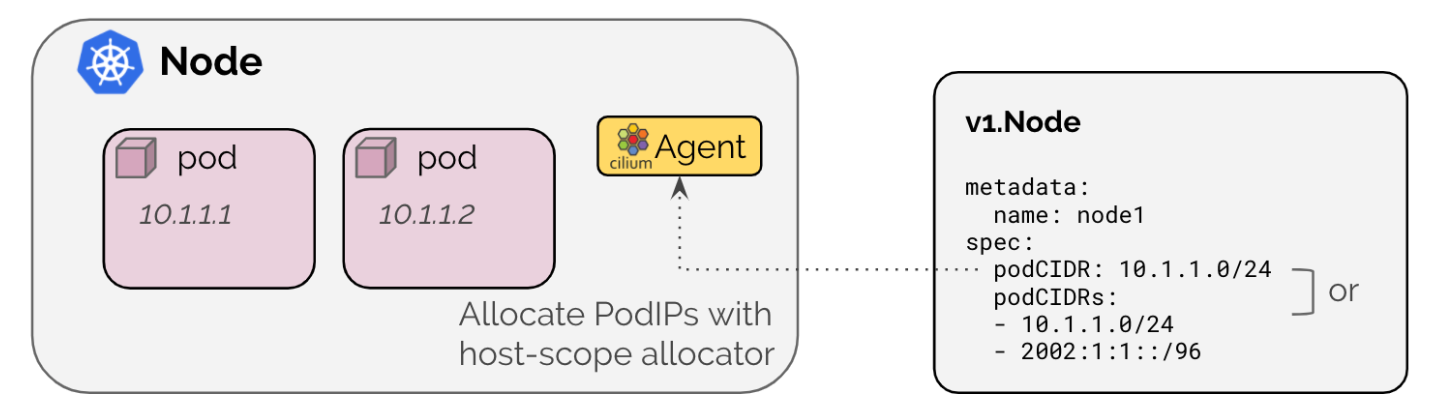 Node
pod
10.1.1.1
pod
10.1.1.2
cilium
Agent
Allocate PodIPs with
host-scope allocator
v1.Node
metadata:
  name: node1
spec:
  podCIDR: 10.1.1.0/24
  podCIDRs:
  - 10.1.1.0/24
  - 2002:1:1::/96
or